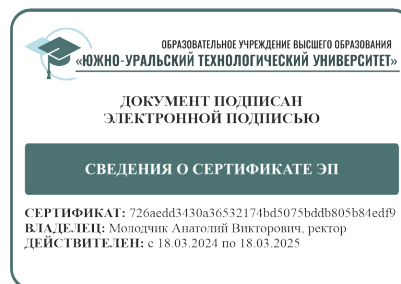 ОБРАЗОВАТЕЛЬНОЕ УЧРЕЖДЕНИЕ ВЫСШЕГО ОБРАЗОВАНИЯ
«ЮЖНО-УРАЛЬСКИЙ ТЕХНОЛОГИЧЕСКИЙ УНИВЕРСИТЕТ»
ДОКУМЕНТ ПОДПИСАН
ЭЛЕКТРОННОЙ ПОДПИСЬЮ
СВЕДЕНИЯ О СЕРТИФИКАТЕ ЭП
СЕРТИФИКАТ: 726aedd3430a36532174bd5075bddb805b84edf9
ВЛАДЕЛЕЦ: Молодчик Анатолий Викторович, ректор
ДЕЙСТВИТЕЛЕН: с 18.03.2024 по 18.03.2025